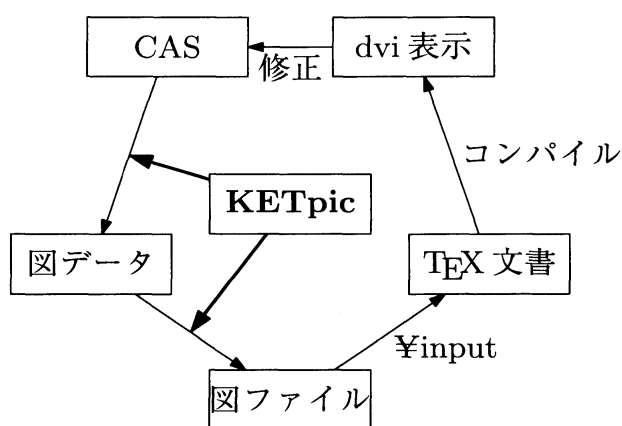 CAS
dvi 表示
修正
コンパイル
KETpic
図データ
TEX 文書
¥input
図ファイル